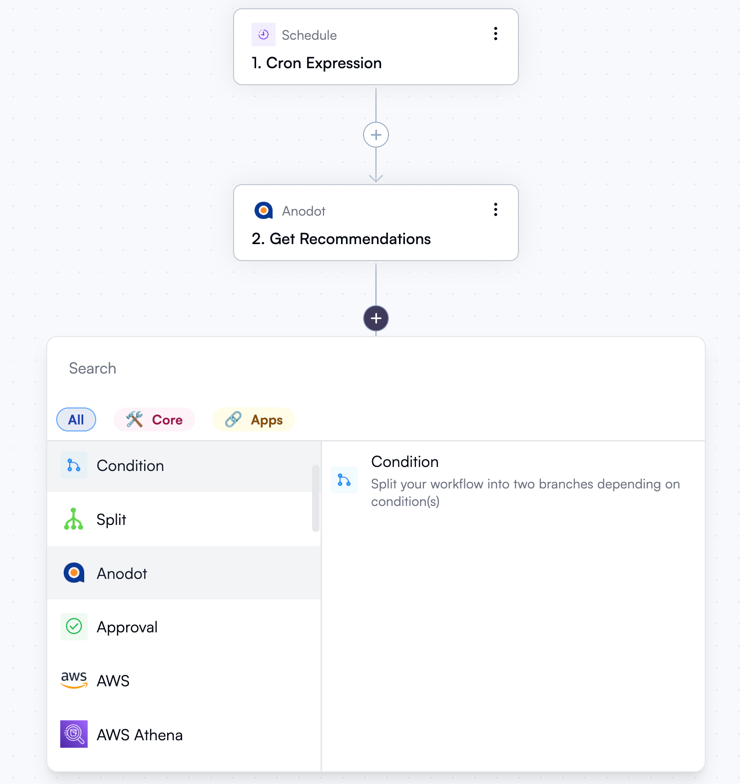 Schedule
1. Cron Expression
Anodot
2. Get Recommendations
Search
All
Core
Apps
Condition
Split
Anodot
Approval
aws AWS
AWS Athena
Condition
Split your workflow into two branches depending on
condition(s)